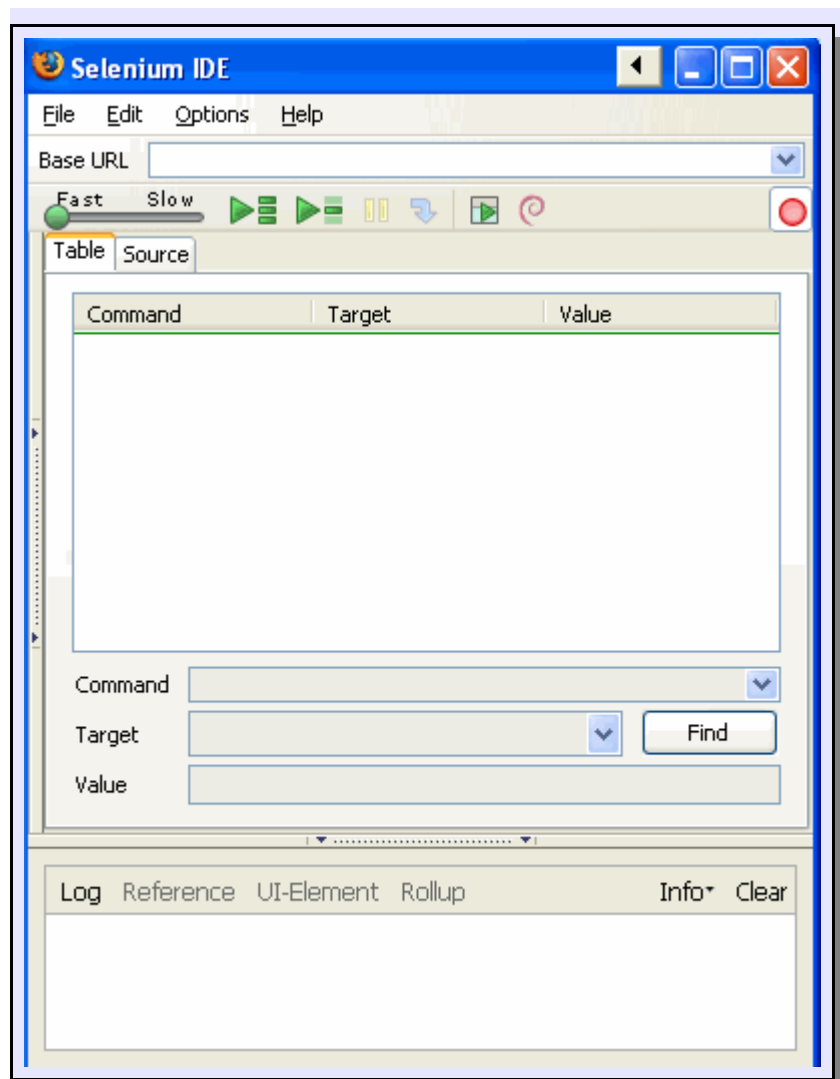 Selenium IDE
File Edit Options Help
Base URL
Fast Slow
Table Source
Command Target Value
Command
Target Find
Value
Log Reference UI-Element Rollup Info Clear